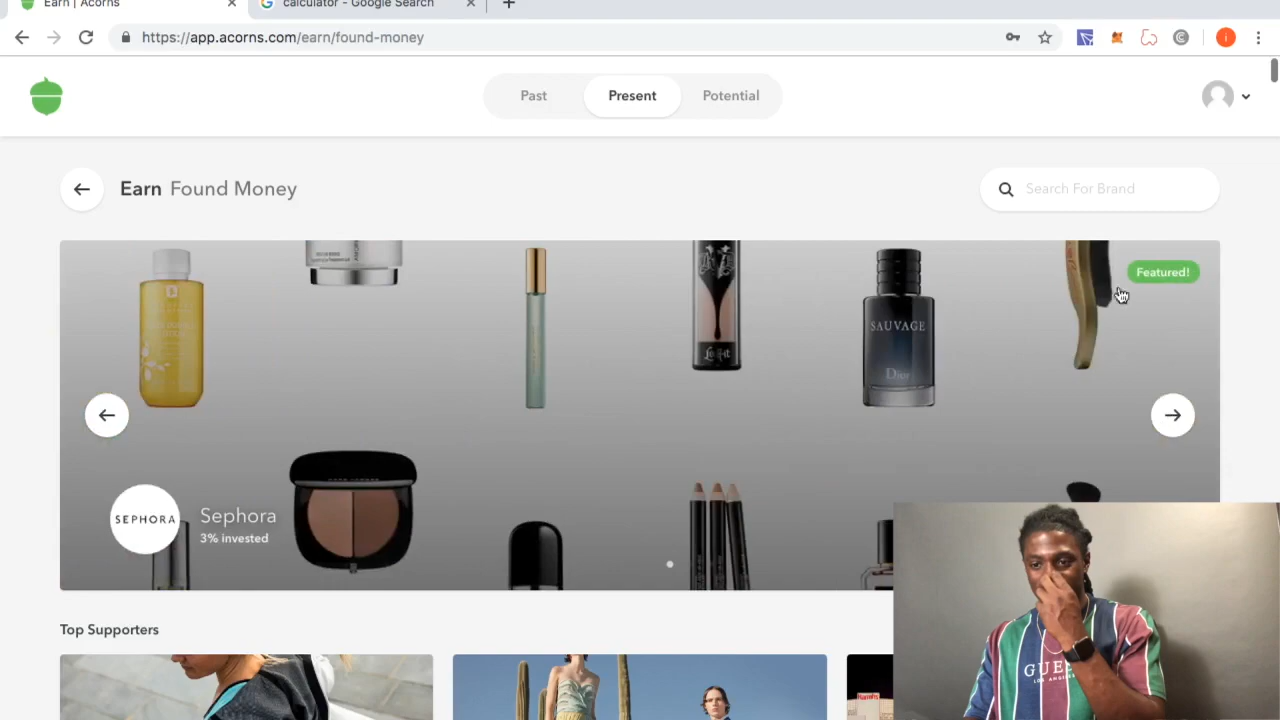 Earn | Acorns
calculator - Google Search
https://app.acorns.com/earn/found-money
Past
Present
Potential
Earn Found Money
Search For Brand
Featured!
SAUVAGE
Dior
SEPHORA
Sephora
3% invested
Top Supporters
GUESS
LOS ANGELES